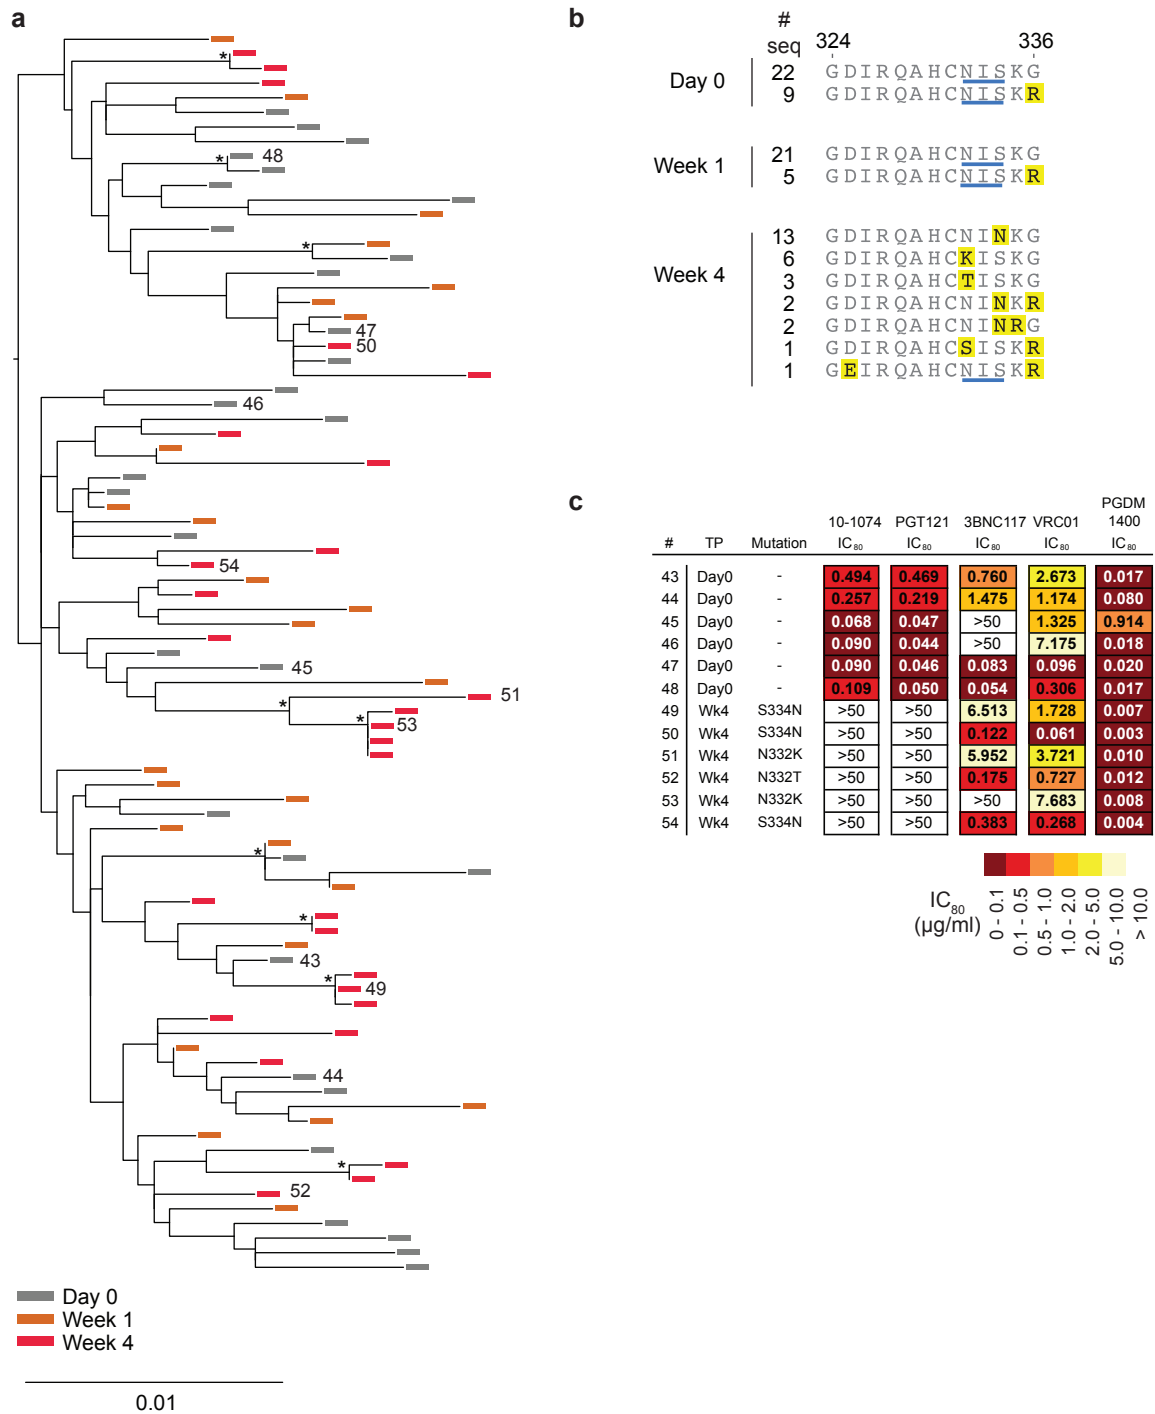 a
*
*
48
*
47
50
46
54
45
51
*
*
53
*
*
43
*
49
44
*
52
Day 0
Week 1
Week 4
0.01
b
#
seq
324 336
Day 0
22 GDIRQAHCNISKG
9 GDIRQAHCNISKR
Week 1
21 GDIRQAHCNISKG
5 GDIRQAHCNISKR
Week 4
13 GDIRQAHCNINKG
6 GDIRQAHCKISKG
3 GDIRQAHCTISKG
2 GDIRQAHCNINKR
2 GDIRQAHCNINRG
1 GDIRQAHCSISKR
1 GEIRQAHCNISKR
c
10-1074 PGT121 3BNC117 VRC01 PGDM 1400
# TP Mutation IC80 IC80 IC80 IC80 IC80
43 Day0 - 0.494 0.469 0.760 2.673 0.017
44 Day0 - 0.257 0.219 1.475 1.174 0.080
45 Day0 - 0.068 0.047 >50 1.325 0.914
46 Day0 - 0.090 0.044 >50 7.175 0.018
47 Day0 - 0.090 0.046 0.083 0.096 0.020
48 Day0 - 0.109 0.050 0.054 0.306 0.017
49 Wk4 S334N >50 >50 6.513 1.728 0.007
50 Wk4 S334N >50 >50 0.122 0.061 0.003
51 Wk4 N332K >50 >50 5.952 3.721 0.010
52 Wk4 N332T >50 >50 0.175 0.727 0.012
53 Wk4 N332K >50 >50 >50 7.683 0.008
54 Wk4 S334N >50 >50 0.383 0.268 0.004
IC80
(µg/ml)
0 - 0.1
0.1 - 0.5
0.5 - 1.0
1.0 - 2.0
2.0 - 5.0
5.0 - 10.0
> 10.0